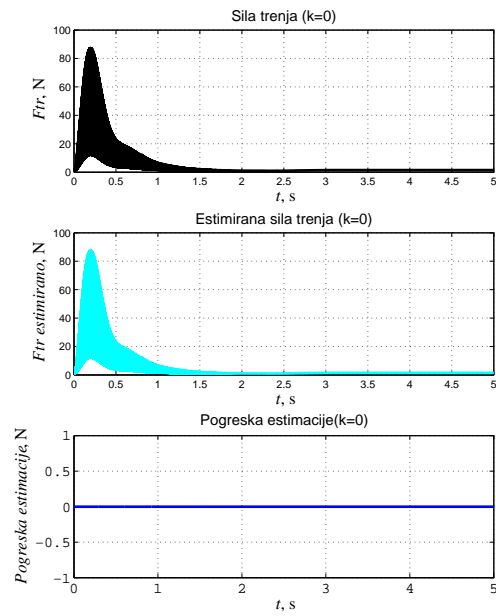 Sila trenja (k=0)
Ftr, N
100
80
60
40
20
0
0 0.5 1 1.5 2 2.5 3 3.5 4 4.5 5
t, s
Estimirana sila trenja (k=0)
Ftr estimirano, N
100
80
60
40
20
0
0 0.5 1 1.5 2 2.5 3 3.5 4 4.5 5
t, s
Pogreska estimacije(k=0)
Pogreska estimacije, N
1
0.5
0
−0.5
−1
0 1 2 3 4 5
t, s